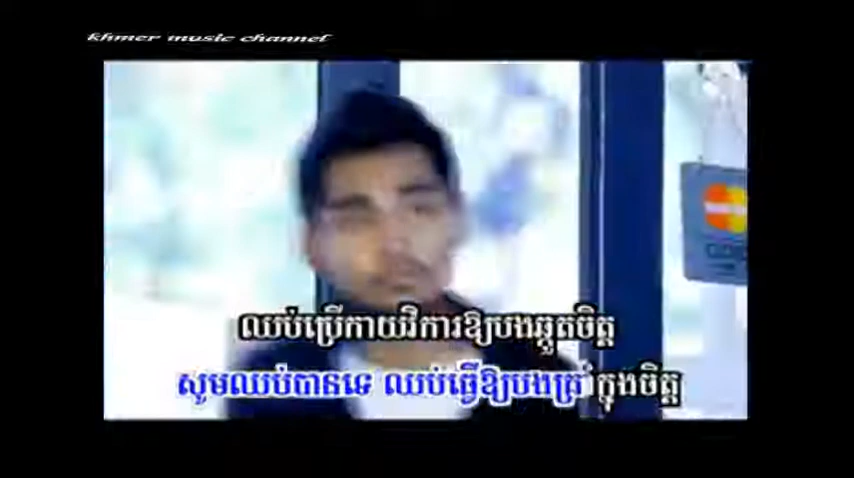 khmer music channel
ឈប់ប្រើកាយវិការឱ្យបងឆ្កួតចិត្ត
សូមឈប់បានទេ ឈប់ធ្វើឱ្យបងគ្រាំក្នុងចិត្ត